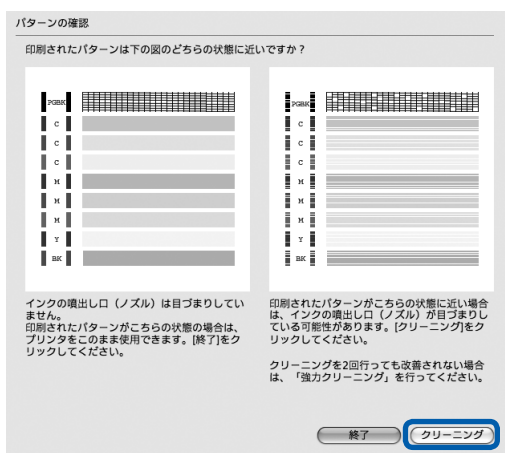 パターンの確認
印刷されたパターンは下の図のどちらの状態に近いですか？
PGBK
C
C
C
M
M
M
Y
BK
PGBK
C
C
C
M
M
M
Y
BK
インクの噴出し口（ノズル）は目づまりしてい
ません。
印刷されたパターンがこちらの状態の場合は、
プリンタをこのまま使用できます。[終了]をク
リックしてください。
印刷されたパターンがこちらの状態に近い場合
は、インクの噴出し口（ノズル）が目づまりし
ている可能性があります。[クリーニング]をク
リックしてください。
クリーニングを2回行っても改善されない場合
は、「強力クリーニング」を行ってください。
終了
クリーニング